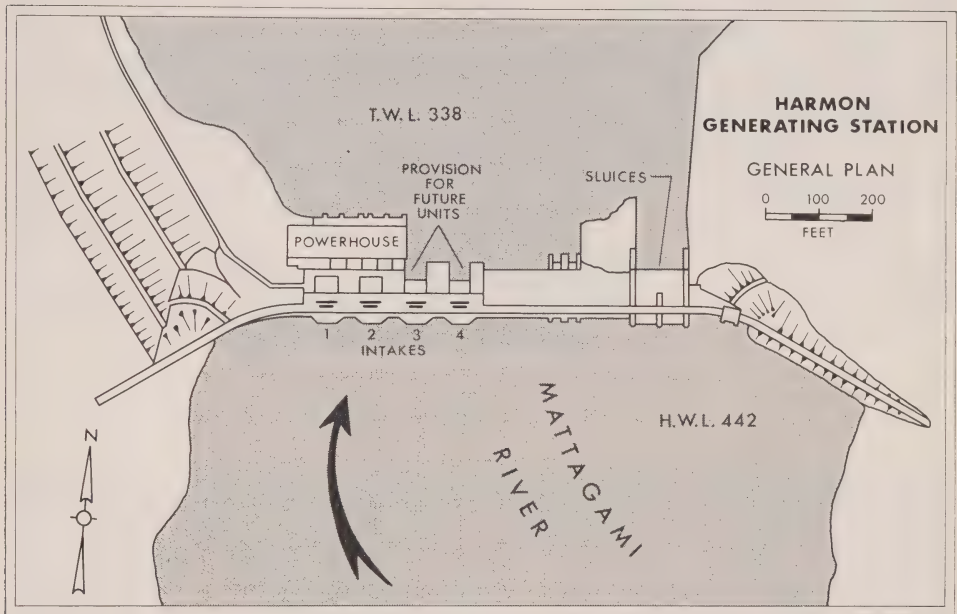 HARMON
GENERATING STATION
GENERAL PLAN
0 100 200
FEET
T.W.L. 338
PROVISION
FOR
FUTURE
UNITS
SLUICES
POWERHOUSE
1 2 3 4
INTAKES
MATTAGAMI
RIVER
H.W.L. 442
N